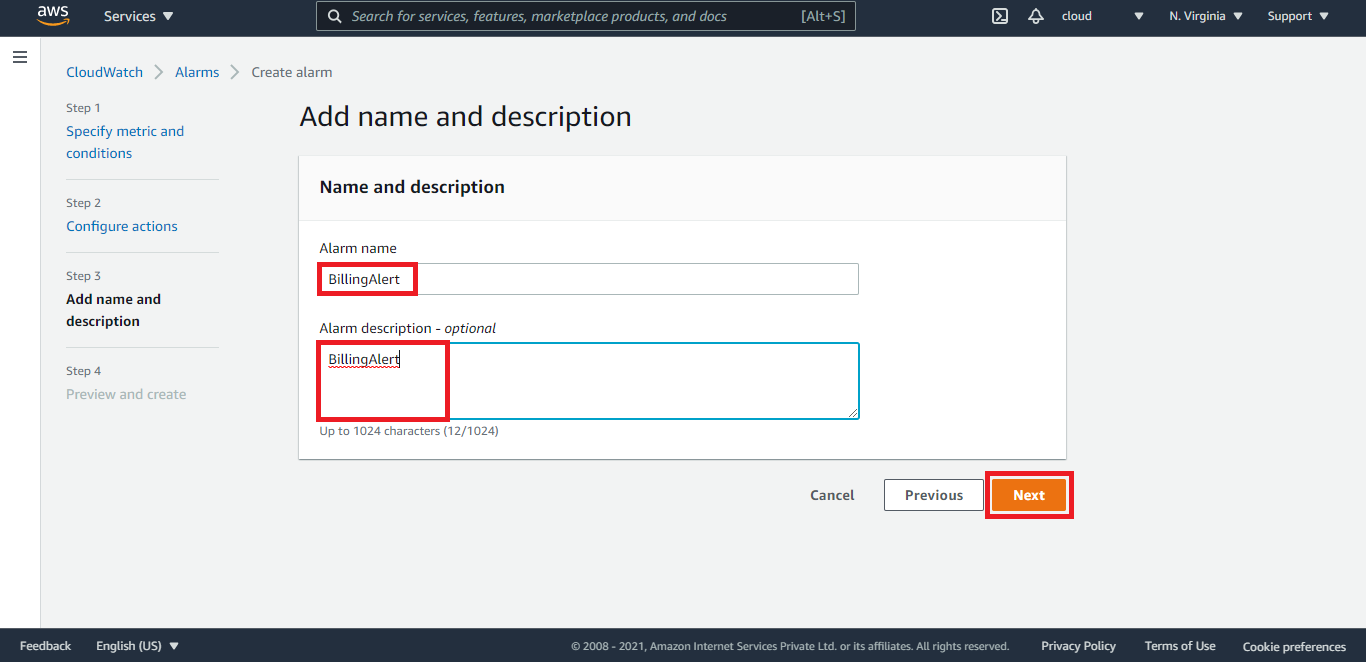 aws Services Search for services, features, marketplace products, and docs [Alt+S] cloud N. Virginia Support
CloudWatch Alarms Create alarm
Step 1
Specify metric and
conditions
Step 2
Configure actions
Step 3
Add name and
description
Step 4
Preview and create
Add name and description
Name and description
Alarm name
BillingAlert
Alarm description - optional
BillingAlert
Up to 1024 characters (12/1024)
Cancel Previous Next
Feedback English (US) © 2008 - 2021, Amazon Internet Services Private Ltd. or its affiliates. All rights reserved. Privacy Policy Terms of Use Cookie preferences